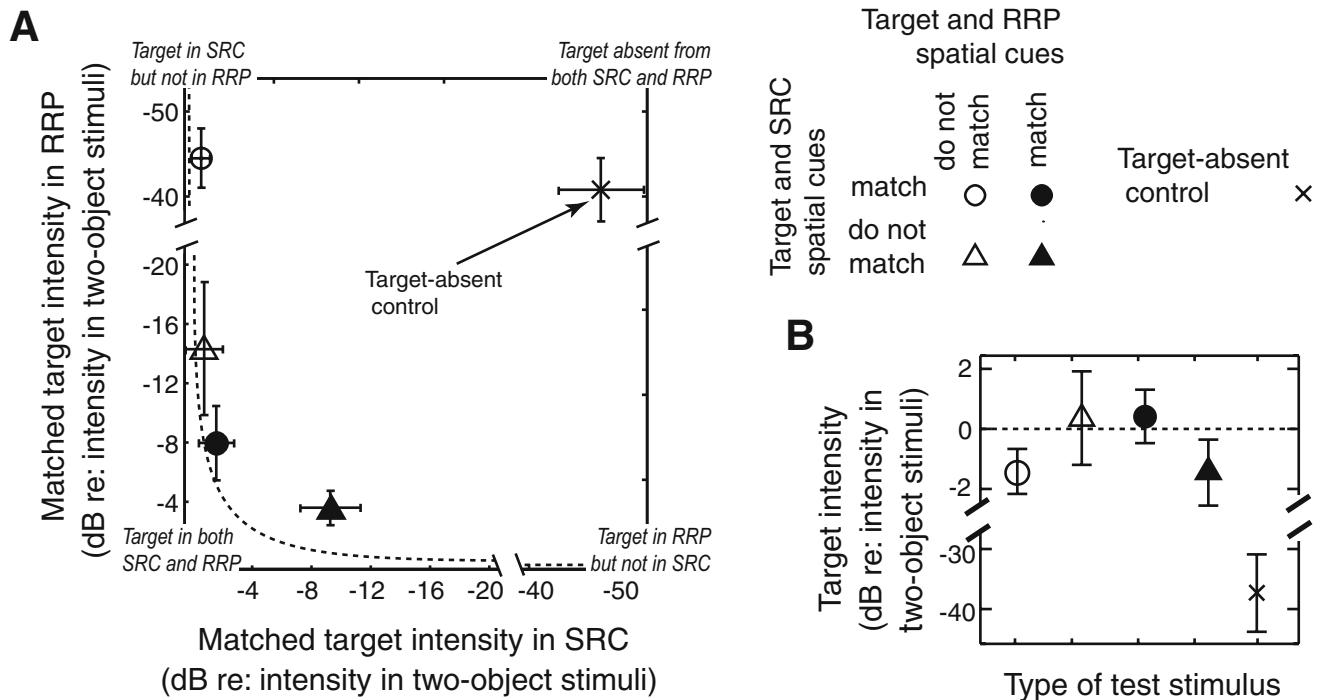 A
Target in SRC
but not in RRP
Target absent from
both SRC and RRP
Matched target intensity in RRP
(dB re: intensity in two-object stimuli)
-50
-40
-20
-16
-12
-8
-4
Target-absent
control
Target in both
SRC and RRP
Target in RRP
but not in SRC
-4
-8
-12
-16
-20
-40
-50
Matched target intensity in SRC
(dB re: intensity in two-object stimuli)
Target and RRP
spatial cues
do not
match
match
Target and SRC
spatial cues
match
do not
match
Target-absent
control
B
Target intensity
(dB re: intensity in
two-object stimuli)
2
0
-2
-30
-40
Type of test stimulus